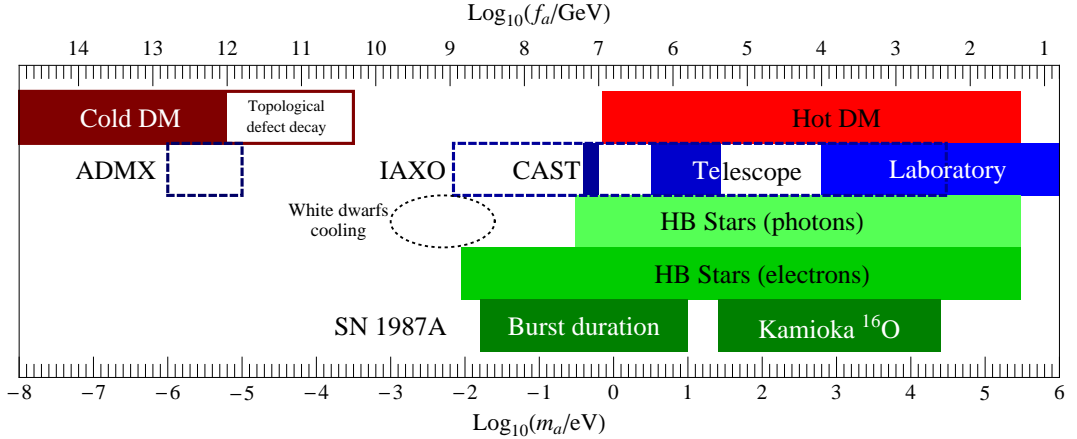 Log₁₀(fₐ/GeV)
14 13 12 11 10 9 8 7 6 5 4 3 2 1
Cold DM
Topological
defect decay
Hot DM
ADMX
IAXO
CAST
Telescope
Laboratory
White dwarfs
cooling
HB Stars (photons)
HB Stars (electrons)
SN 1987A
Burst duration
Kamioka ¹⁶O
−8 −7 −6 −5 −4 −3 −2 −1 0 1 2 3 4 5 6
Log₁₀(mₐ/eV)